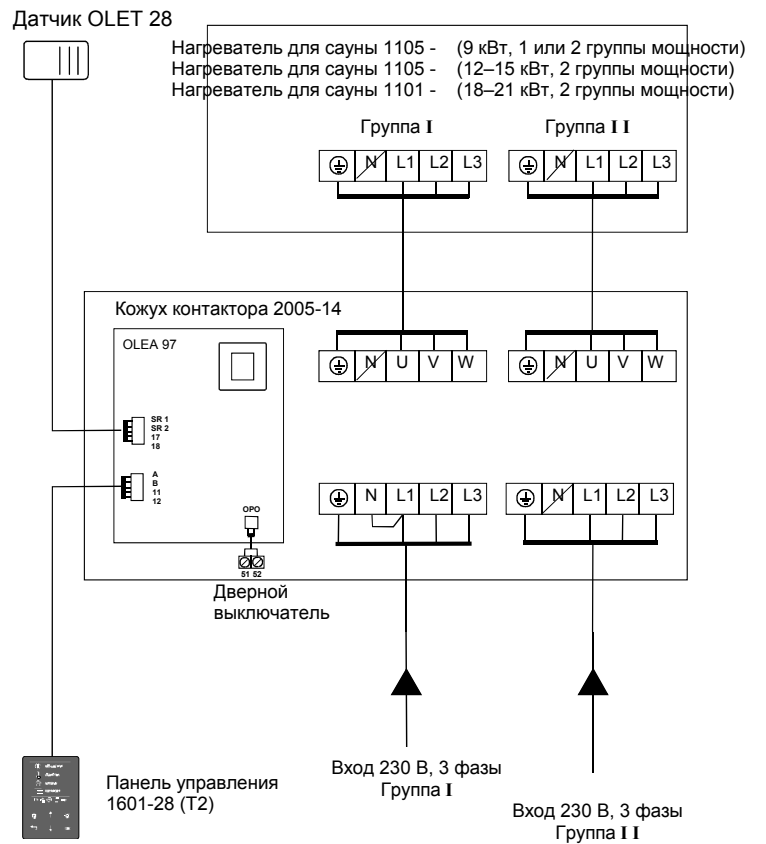 Датчик OLET 28
Нагреватель для сауны 1105 - (9 кВт, 1 или 2 группы мощности)
Нагреватель для сауны 1105 - (12–15 кВт, 2 группы мощности)
Нагреватель для сауны 1101 - (18–21 кВт, 2 группы мощности)
Группа I Группа I I
N L1 L2 L3 N L1 L2 L3
Кожух контактора 2005-14
OLEA 97
N U V W N U V W
SR 1
SR 2
17
18
A
B
11
12
N L1 L2 L3 N L1 L2 L3
OPO
51 52
Дверной
выключатель
Вход 230 В, 3 фазы
Группа I
Панель управления
1601-28 (T2)
Вход 230 В, 3 фазы
Группа I I